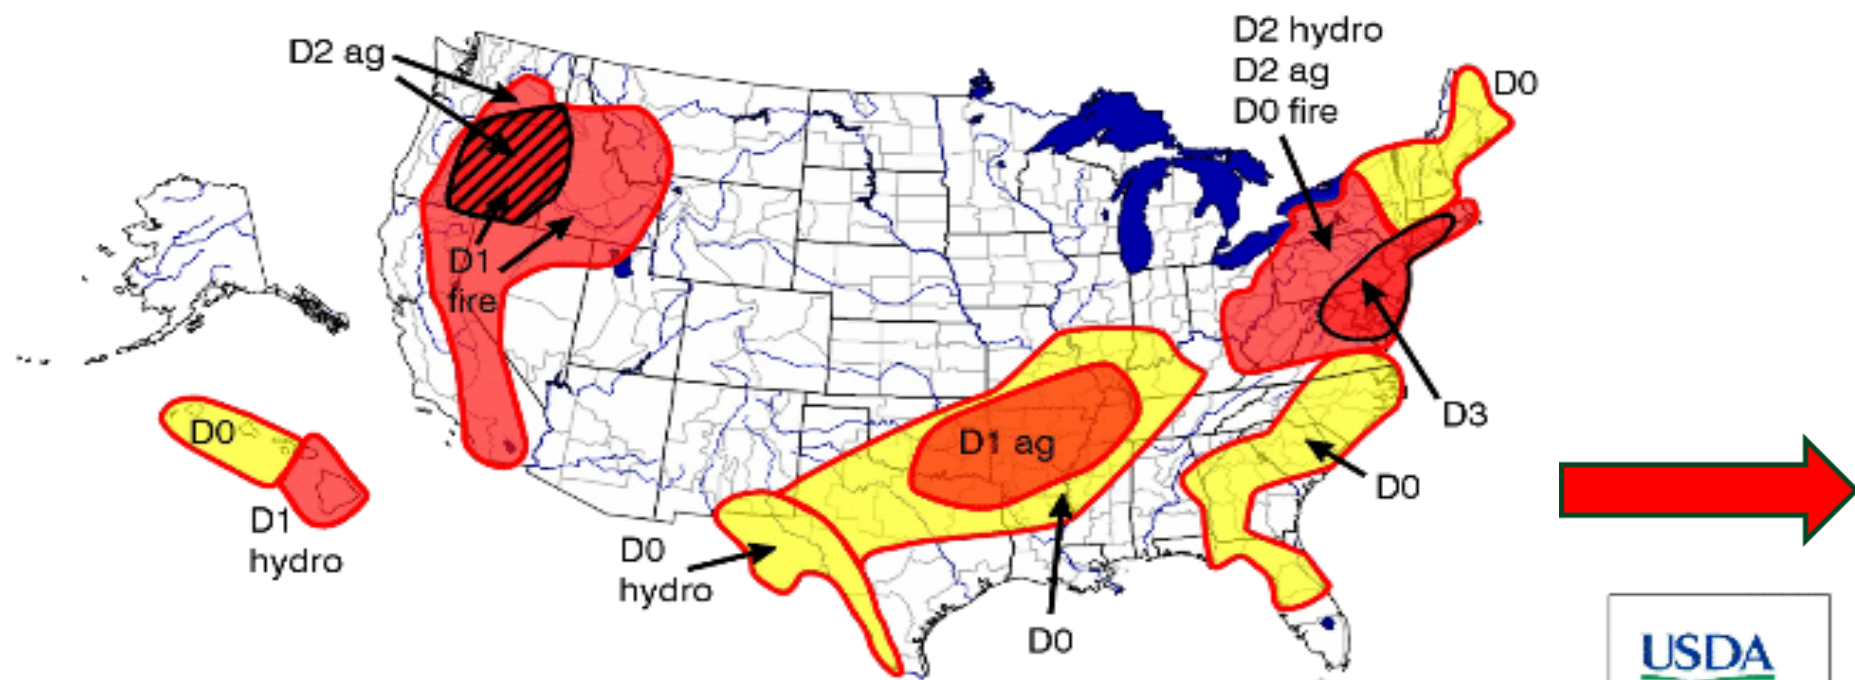 D2 ag
D2 hydro
D2 ag
D0 fire
D0
D1
fire
D3
D0
D1
hydro
D1 ag
D0
D0
hydro
D0
USDA